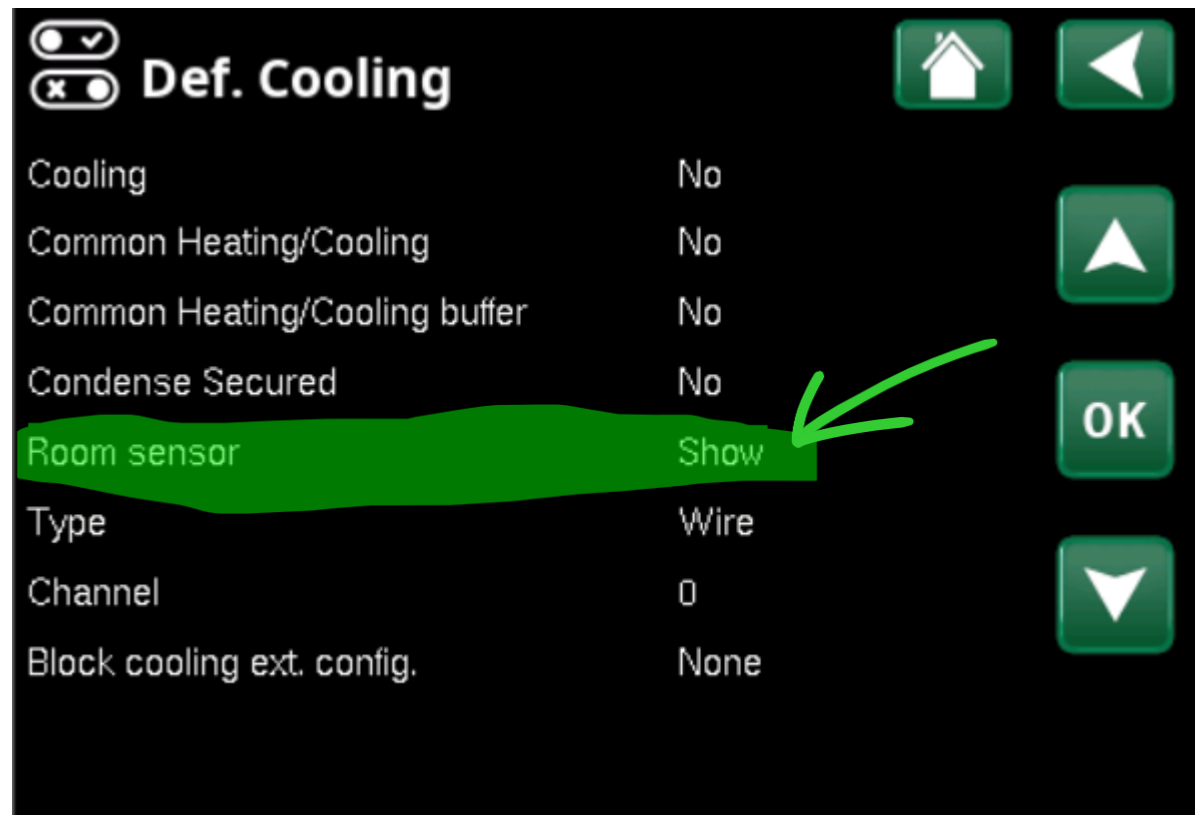 Def. Cooling
Cooling No
Common Heating/Cooling No
Common Heating/Cooling buffer No
Condense Secured No
Room sensor Show
OK
Type Wire
Channel 0
Block cooling ext. config. None